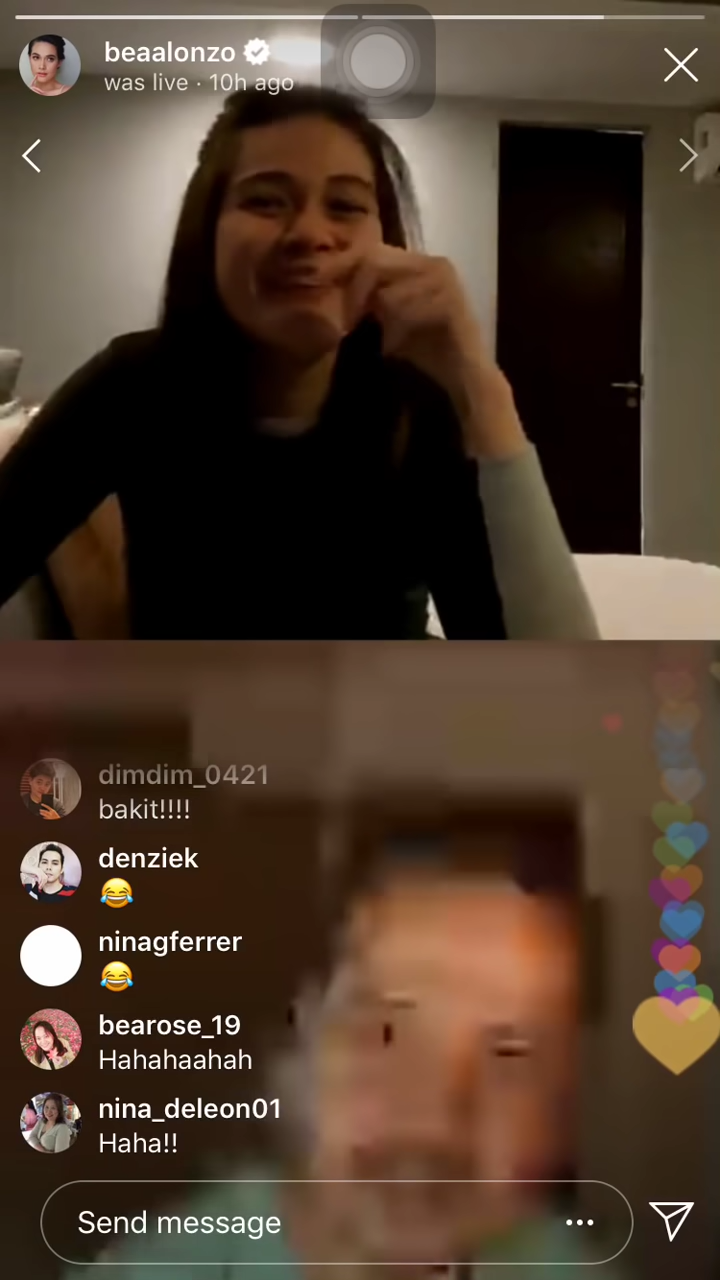 beaalonzo
was live · 10h ago
dimdim_0421
bakit!!!!
denziek
😂
ninagferrer
😂
bearose_19
Hahahaahah
nina_deleon01
Haha!!
Send message